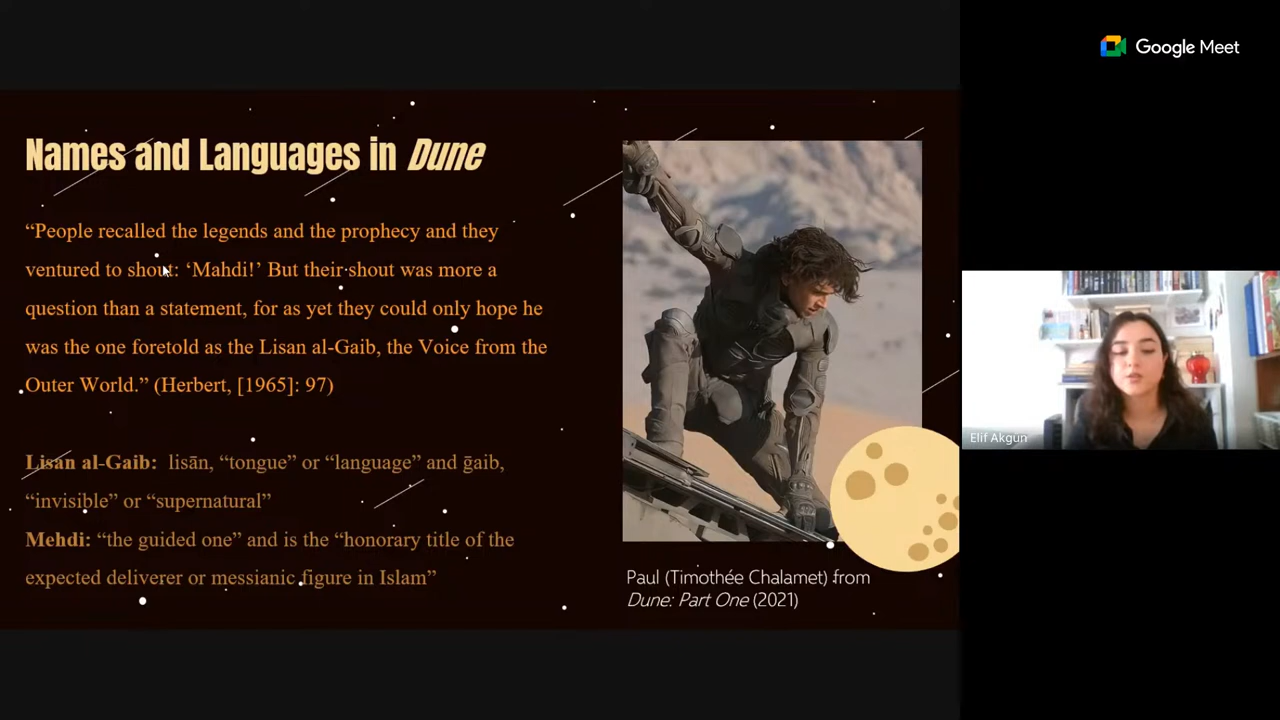 Google Meet
Names and Languages in Dune
“People recalled the legends and the prophecy and they
ventured to shout: ‘Mahdi!’ But their shout was more a
question than a statement, for as yet they could only hope he
was the one foretold as the Lisan al-Gaib, the Voice from the
Outer World.” (Herbert, [1965]: 97)
Lisan al-Gaib: lisān, “tongue” or “language” and ḡaib,
“invisible” or “supernatural”
Mehdi: “the guided one” and is the “honorary title of the
expected deliverer or messianic figure in Islam”
Paul (Timothée Chalamet) from
Dune: Part One (2021)
Elif Akgun